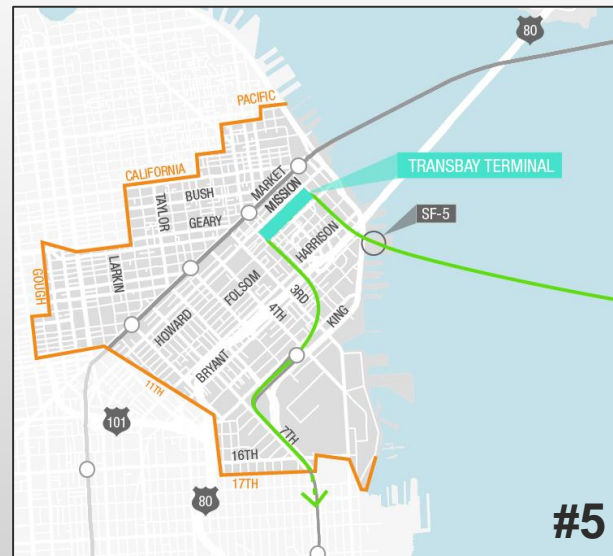 80
PACIFIC
CALIFORNIA
MARKET
MISSION
TRANSBAY TERMINAL
BUSH
TAYLOR
GEARY
SF-5
HARRISON
GOUGH
LARKIN
FOLSOM
3RD
KING
4TH
HOWARD
BRYANT
11TH
101
7TH
16TH
17TH
80
#5